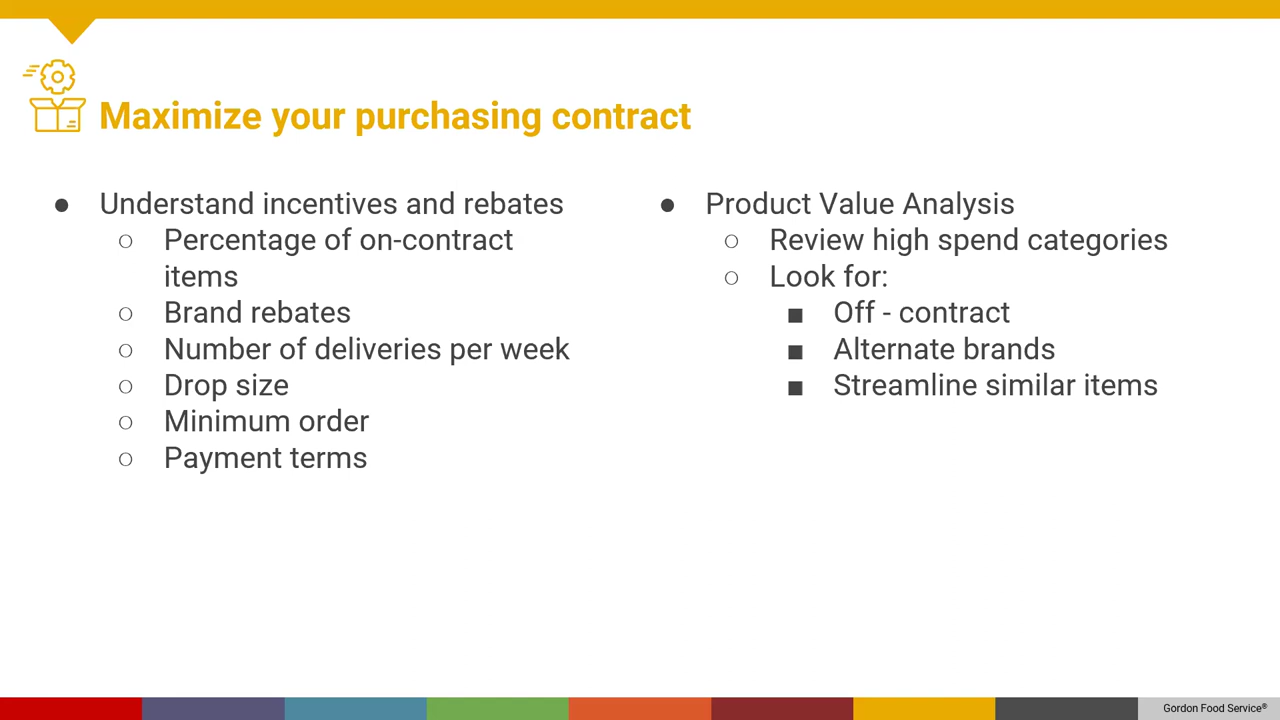 Maximize your purchasing contract
● Understand incentives and rebates
○ Percentage of on-contract
items
○ Brand rebates
○ Number of deliveries per week
○ Drop size
○ Minimum order
○ Payment terms
● Product Value Analysis
○ Review high spend categories
○ Look for:
■ Off - contract
■ Alternate brands
■ Streamline similar items
Gordon Food Service®